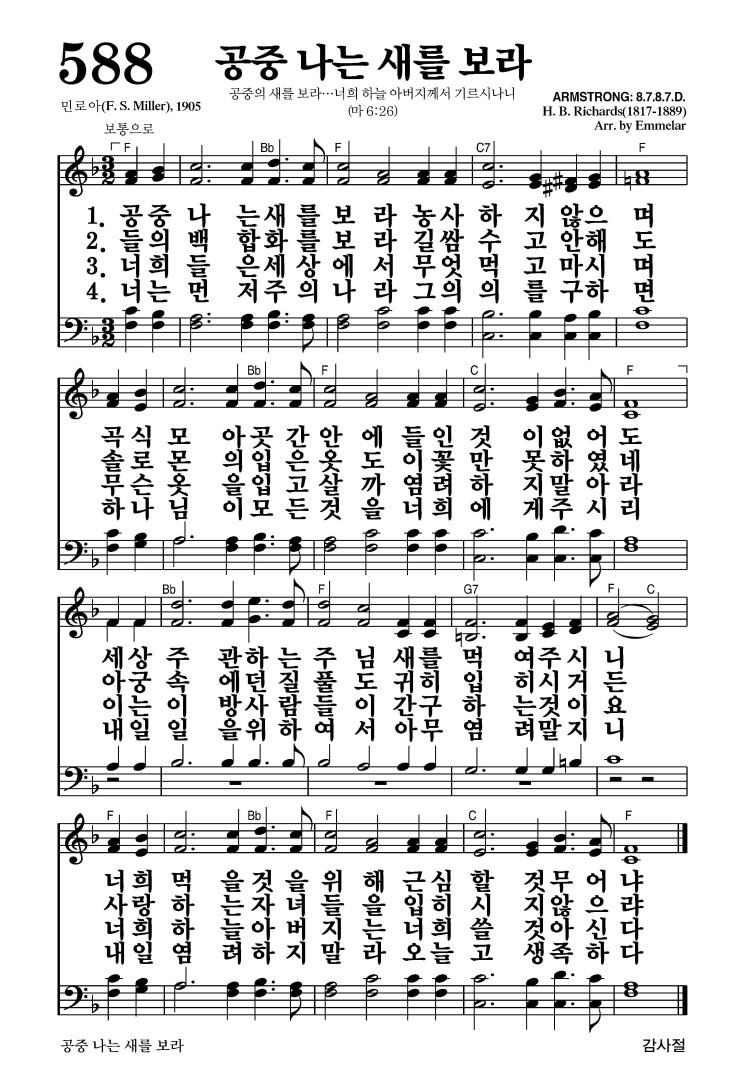 588
공중 나는 새를 보라
공중의 새를 보라…너희 하늘 아버지께서 기르시나니
(마 6:26)
민로아(F. S. Miller), 1905
ARMSTRONG: 8.7.8.7.D.
H. B. Richards(1817-1889)
Arr. by Emmelar
보통으로
F Bb F C7 F
3 2
1. 공중 나 는새 를보 라 농사 하 지 않으 며
2. 들의 백 합화 를보 라 길쌈 수 고 안해 도
3. 너희 들 은세 상에 서 무엇 먹 고 마시 며
4. 너는 먼 저주 의나 라 그의 의 를 구하 면
3 2
Bb F C F
곡식 모 아곳 간안 에 들인 것 이없 어도
솔로 몬 의입 은옷 도 이꽃 만 못하 였네
무슨 옷 을입 고살 까 염려 하 지말 아라
하나 님 이모 든것 을 너희 에 게주 시리
Bb F G7 F C
세상 주 관하 는주 님 새를 먹 여주 시 니
아궁 속 에던 질풀 도 귀히 입 히시 거 든
이는 이 방사 람들 이 간구 하 는것 이 요
내일 일 을위 하여 서 아무 염 려말 지 니
F Bb F C F
너희 먹 을것 을위 해 근심 할 것무 어 냐
사랑 하 는자 녀들 을 입히 시 지않 으 랴
너희 하 늘아 버지 는 너희 쓸 것아 신 다
내일 염 려하 지말 라 오늘 고 생족 하 다
공중 나는 새를 보라
감사절